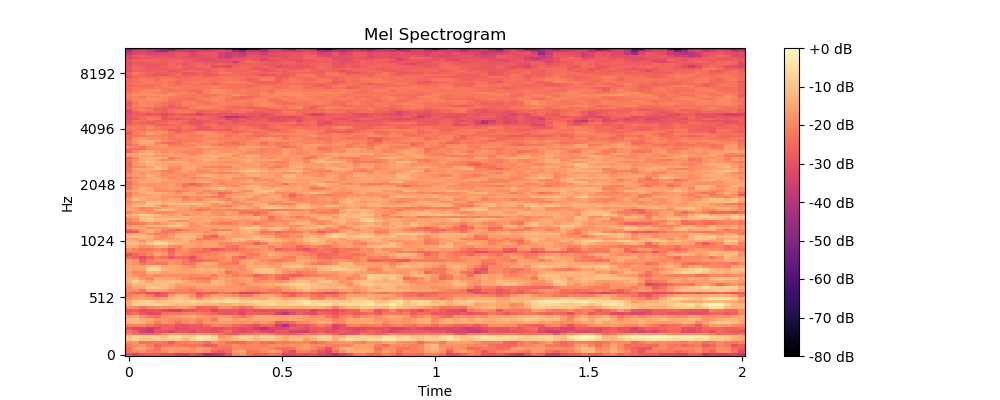 Mel Spectrogram
Hz
8192
4096
2048
1024
512
0
0 0.5 1 1.5 2
Time
+0 dB
-10 dB
-20 dB
-30 dB
-40 dB
-50 dB
-60 dB
-70 dB
-80 dB